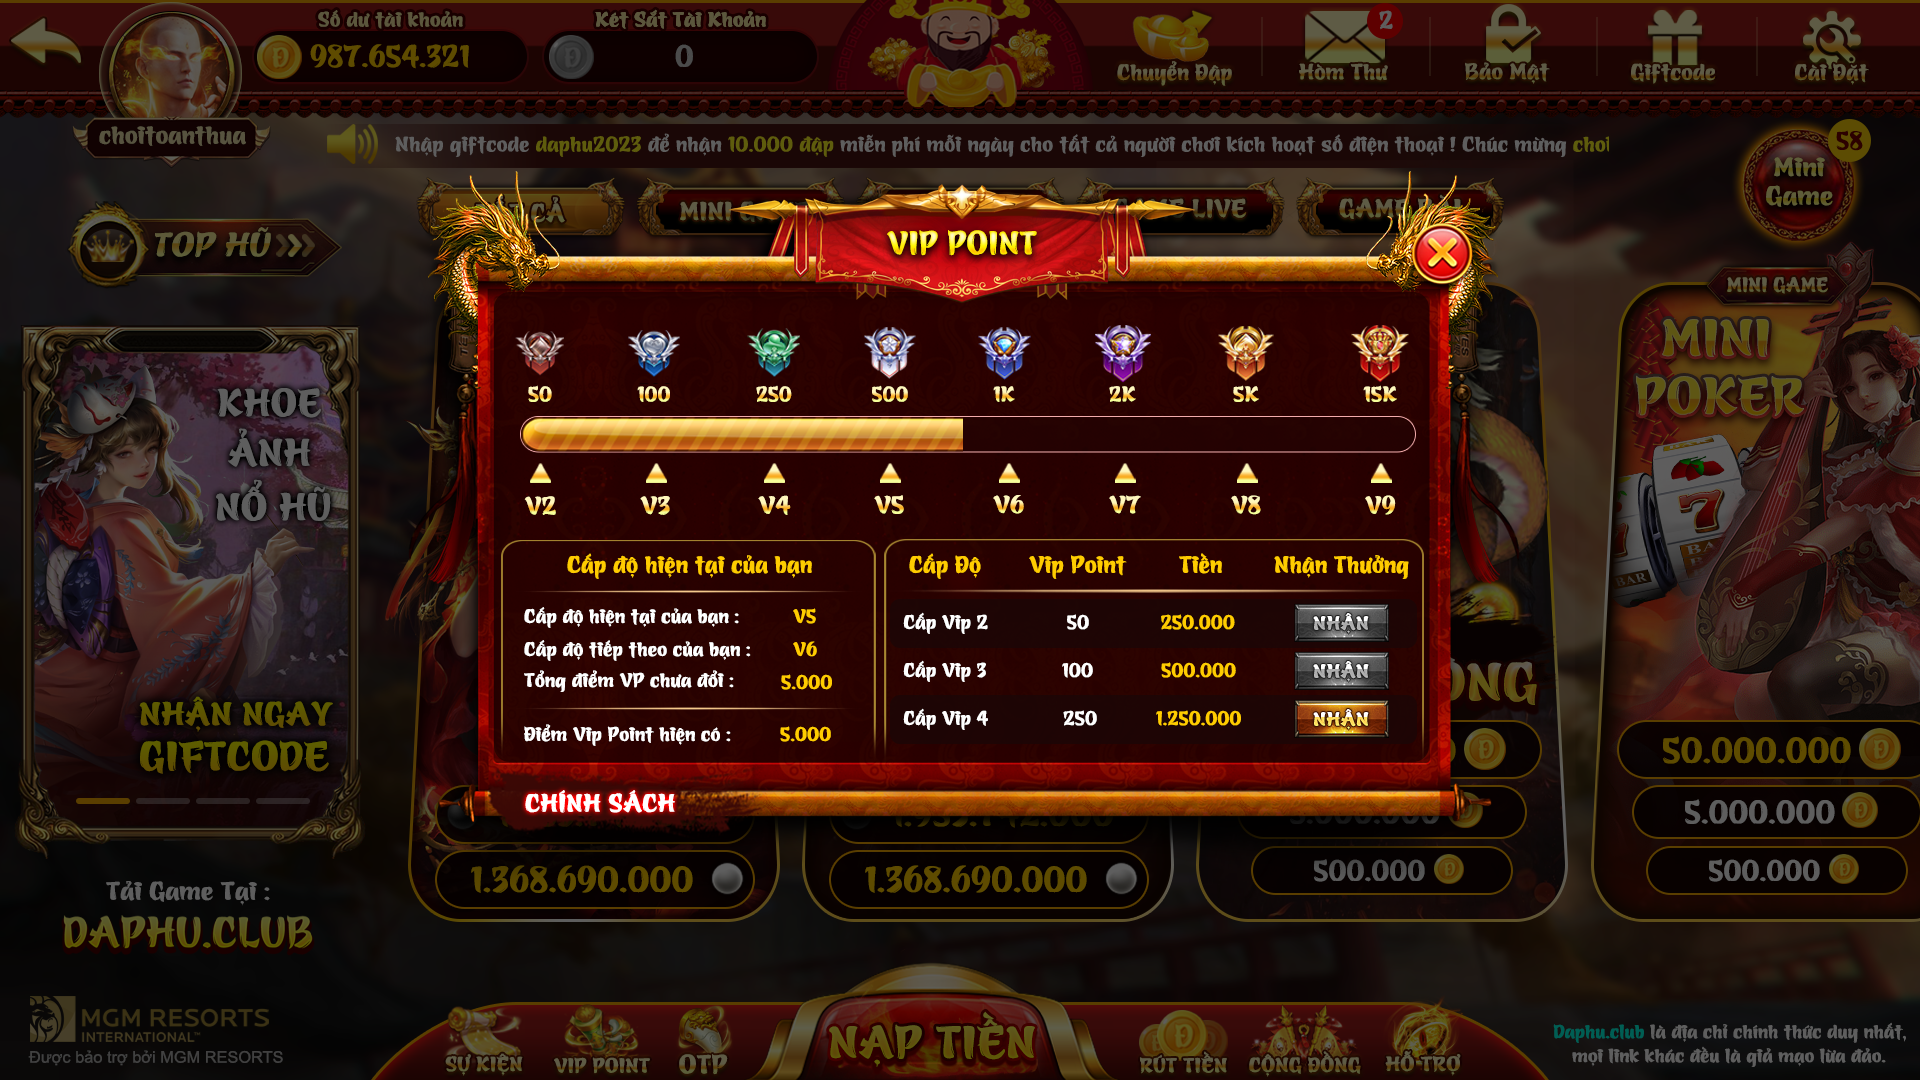 Số dư tài khoản
987.654.321
Két Sắt Tài Khoản
0
Chuyển Đập
Hòm Thư
2
Bảo Mật
Giftcode
Cài Đặt
choitoanthua
Nhập giftcode daphu2023 để nhận 10.000 đập miễn phí mỗi ngày cho tất cả người chơi kích hoạt số điện thoại ! Chúc mừng choi
58
Mini
Game
CẢ
MINI G
LIVE
GAME
TOP HŨ
VIP POINT
MINI GAME
MINI
POKER
KHOE
ẢNH
NỔ HŨ
NHẬN NGAY
GIFTCODE
50
100
250
500
1K
2K
5K
15K
V2
V3
V4
V5
V6
V7
V8
V9
Cấp độ hiện tại của bạn
Cấp độ hiện tại của bạn : V5
Cấp độ tiếp theo của bạn : V6
Tổng điểm VP chưa đổi : 5.000
Điểm Vip Point hiện có : 5.000
Cấp Độ Vip Point Tiền Nhận Thưởng
Cấp Vip 2 50 250.000 NHẬN
Cấp Vip 3 100 500.000 NHẬN
Cấp Vip 4 250 1.250.000 NHẬN
CHÍNH SÁCH
1.368.690.000
1.368.690.000
500.000
50.000.000
5.000.000
500.000
Tải Game Tại :
DAPHU.CLUB
MGM RESORTS
INTERNATIONAL™
Được bảo trợ bởi MGM RESORTS
SỰ KIỆN
VIP POINT
OTP
NẠP TIỀN
RÚT TIỀN
CỘNG ĐỒNG
HỖ TRỢ
Daphu.club là địa chỉ chính thức duy nhất,
mọi link khác đều là giả mạo lừa đảo.